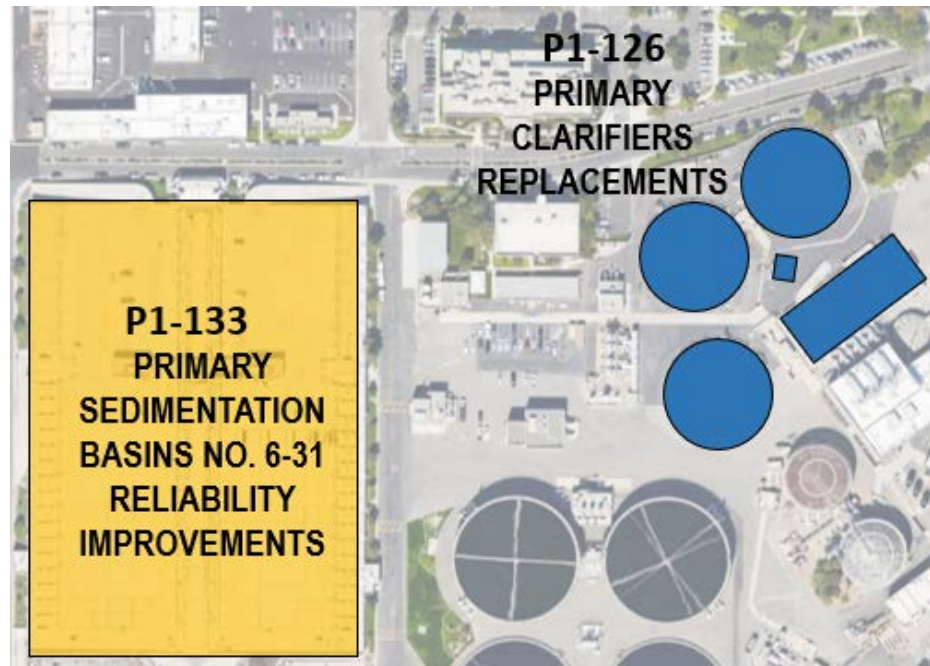 P1-126
PRIMARY
CLARIFIERS
REPLACEMENTS
P1-133
PRIMARY
SEDIMENTATION
BASINS NO. 6-31
RELIABILITY
IMPROVEMENTS